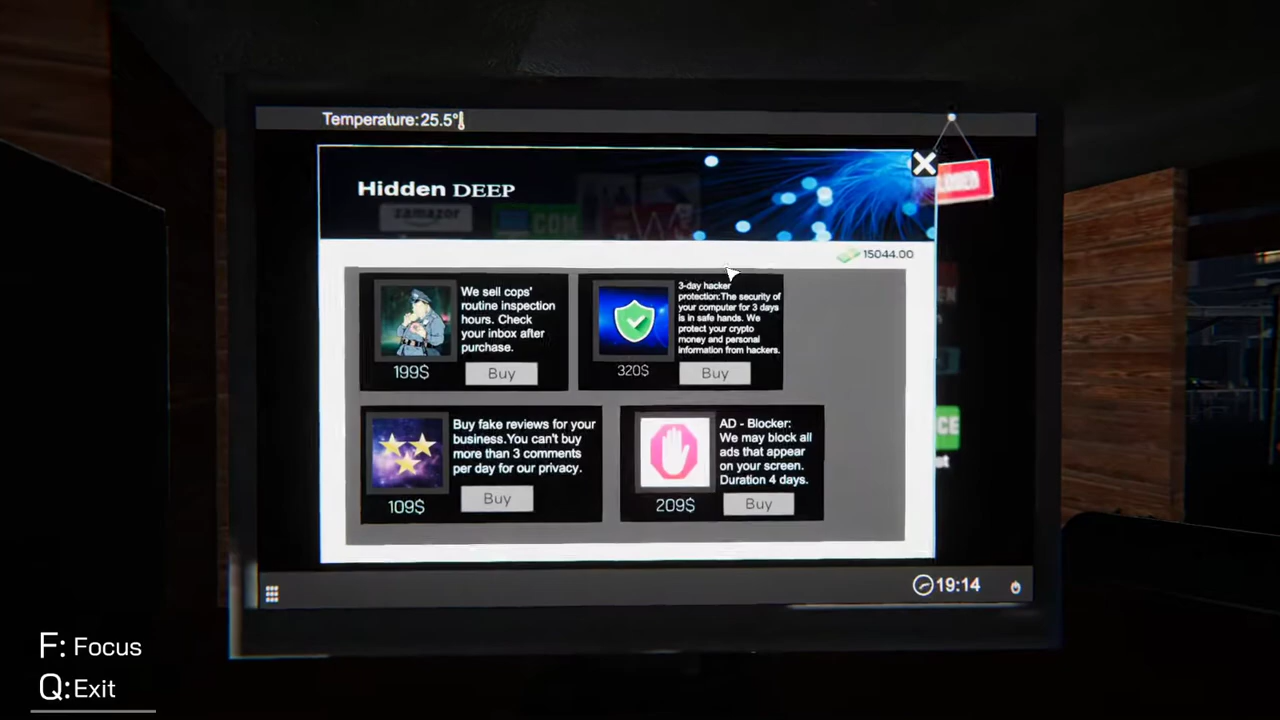 Temperature: 25.5°
Hidden DEEP
zamazor
COM
15044.00
We sell cops'
routine inspection
hours. Check
your inbox after
purchase.
199$
Buy
3-day hacker
protection:The security of
your computer for 3 days
is in safe hands. We
protect your crypto
money and personal
information from hackers.
320$
Buy
Buy fake reviews for your
business.You can't buy
more than 3 comments
per day for our privacy.
109$
Buy
AD - Blocker:
We may block all
ads that appear
on your screen.
Duration 4 days.
209$
Buy
19:14
F: Focus
Q:Exit